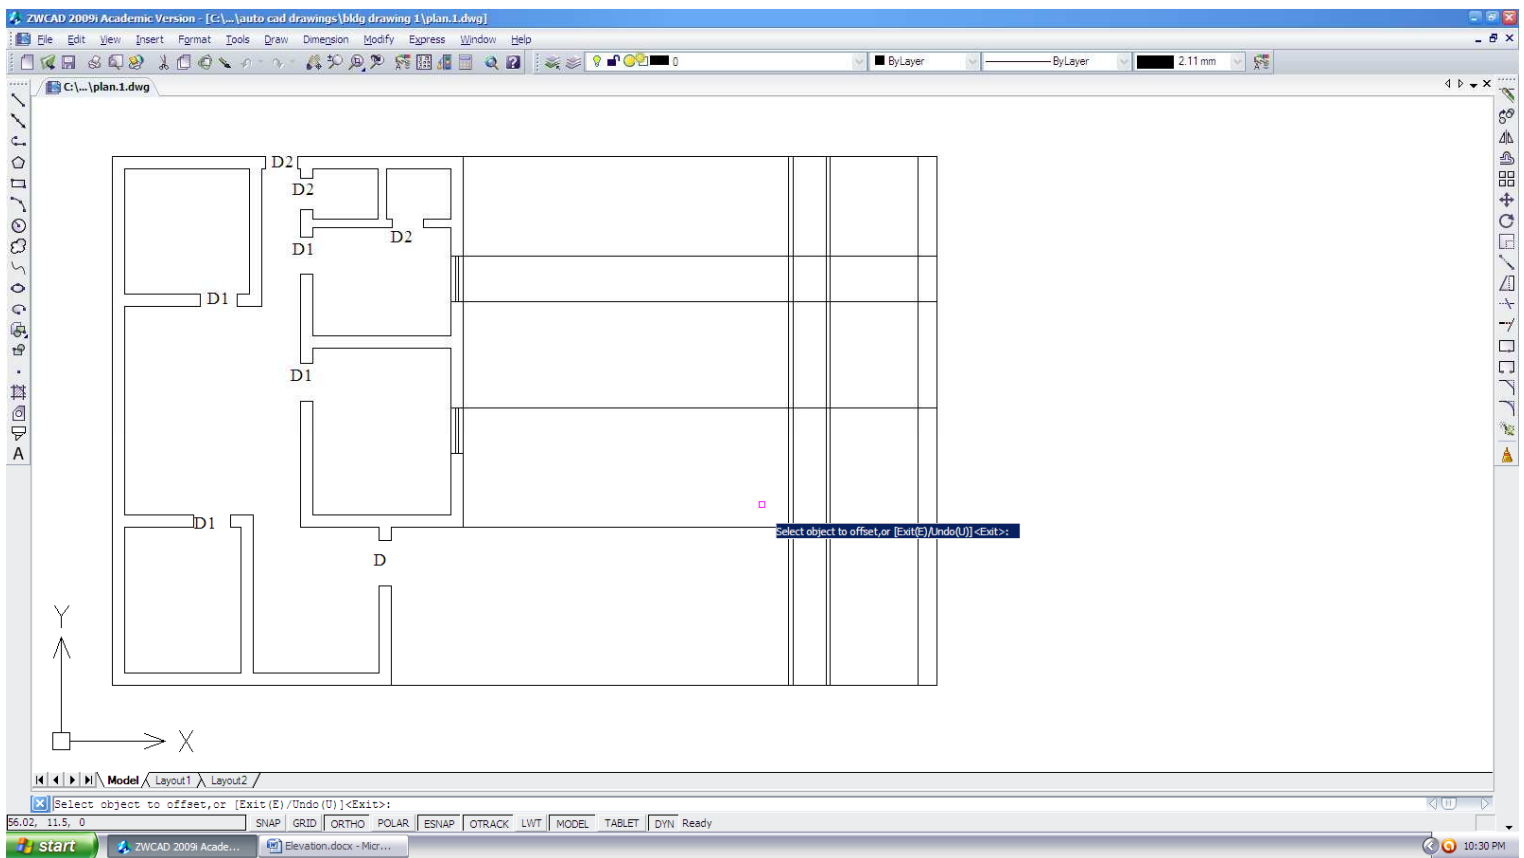 ZWCAD 2009i Academic Version - [C:\...\auto cad drawings\bldg drawing 1\plan.1.dwg]
File Edit View Insert Format Tools Draw Dimension Modify Express Window Help
0 ByLayer ByLayer 2.11 mm
C:\...\plan.1.dwg
D2
D2
D2
D1
D1
D1
D1
D
Select object to offset,or [Exit(E)/Undo(U)]<Exit>:
Y
X
A
Model Layout1 Layout2
Select object to offset,or [Exit(E)/Undo(U)]<Exit>:
56.02, 11.5, 0 SNAP GRID ORTHO POLAR ESNAP OTRACK LWT MODEL TABLET DYN Ready
start ZWCAD 2009i Acade... Elevation.docx - Micr... 10:30 PM